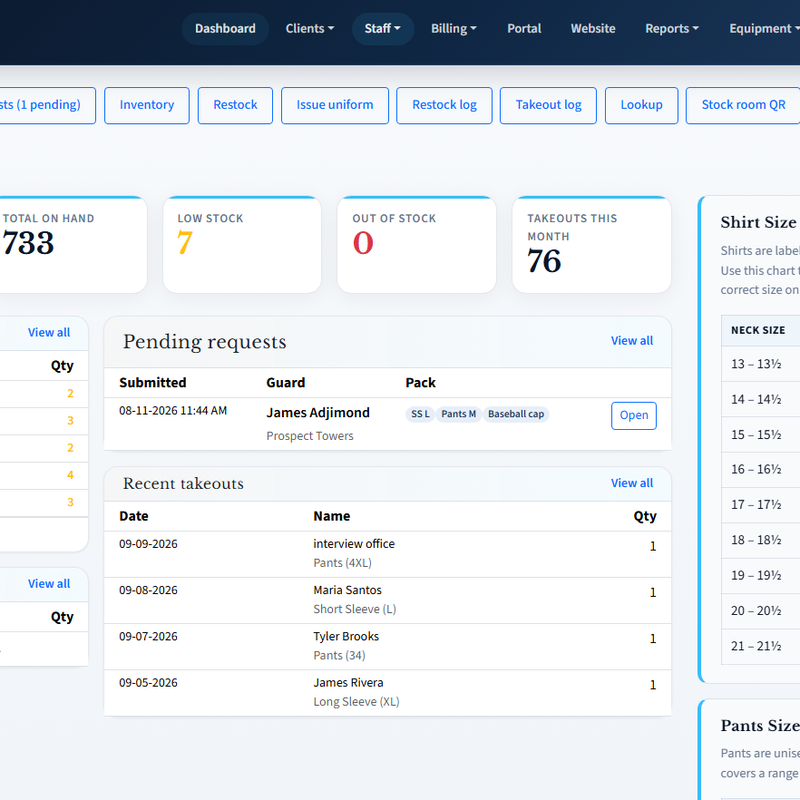 Dashboard Clients Staff Billing Portal Website Reports Equipment
sts (1 pending) Inventory Restock Issue uniform Restock log Takeout log Lookup Stock room QR
TOTAL ON HAND
733
LOW STOCK
7
OUT OF STOCK
0
TAKEOUTS THIS
MONTH
76
View all
Qty
2
3
2
4
3
View all
Qty
Pending requests View all
Submitted Guard Pack
08-11-2026 11:44 AM James Adjimond SS L Pants M Baseball cap Open
Prospect Towers
Recent takeouts View all
Date Name Qty
09-09-2026 interview office 1
Pants (4XL)
09-08-2026 Maria Santos 1
Short Sleeve (L)
09-07-2026 Tyler Brooks 1
Pants (34)
09-05-2026 James Rivera 1
Long Sleeve (XL)
Shirt Size
Shirts are label
Use this chart t
correct size on
NECK SIZE
13 – 13½
14 – 14½
15 – 15½
16 – 16½
17 – 17½
18 – 18½
19 – 19½
20 – 20½
21 – 21½
Pants Size
Pants are unise
covers a range